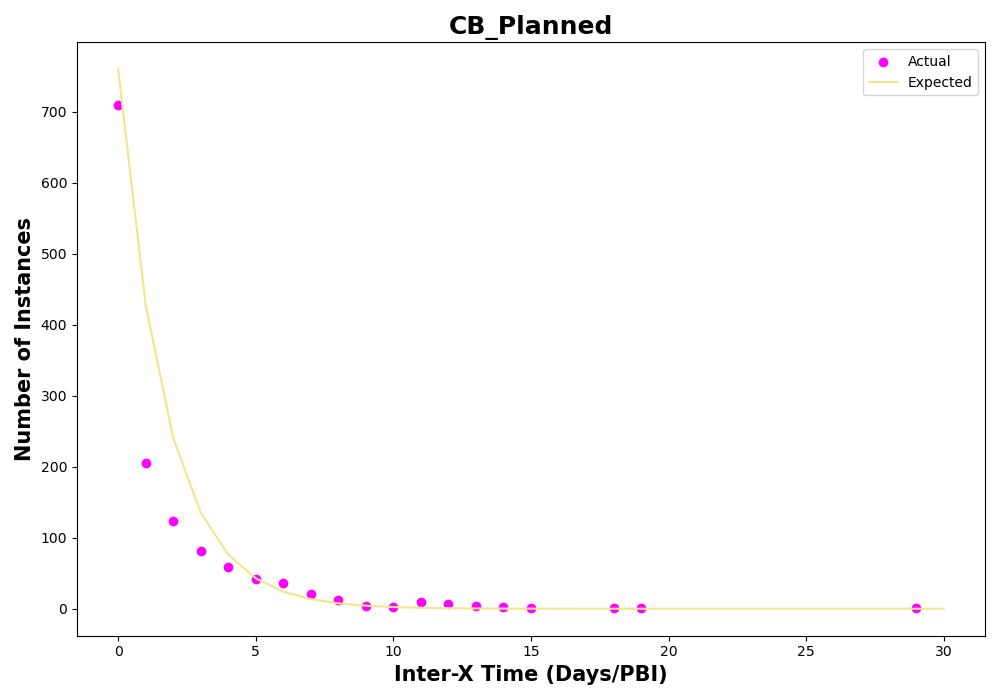 CB_Planned
Actual
Expected
700
600
500
400
300
200
100
0
Number of Instances
0 5 10 15 20 25 30
Inter-X Time (Days/PBI)